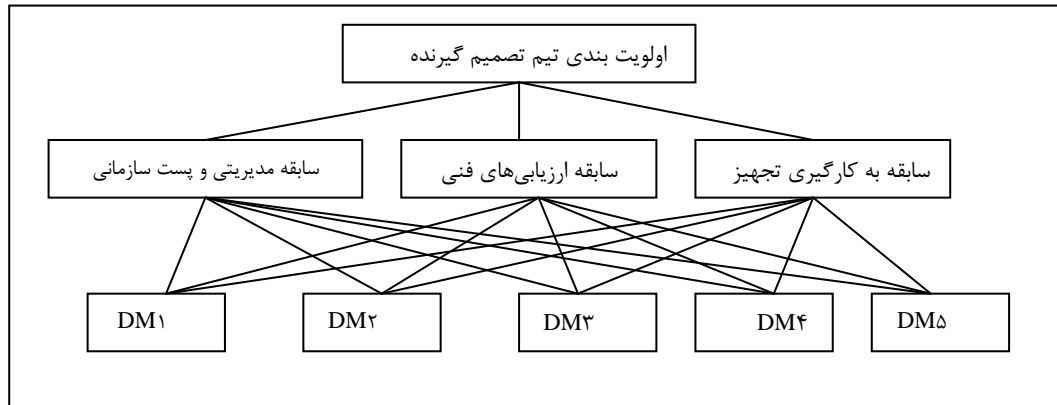 اولویت بندی تیم تصمیم گیرنده
سابقه به کارگیری تجهیز
سابقه ارزیابی‌های فنی
سابقه مدیریتی و پست سازمانی
DM۱
DM۲
DM۳
DM۴
DM۵